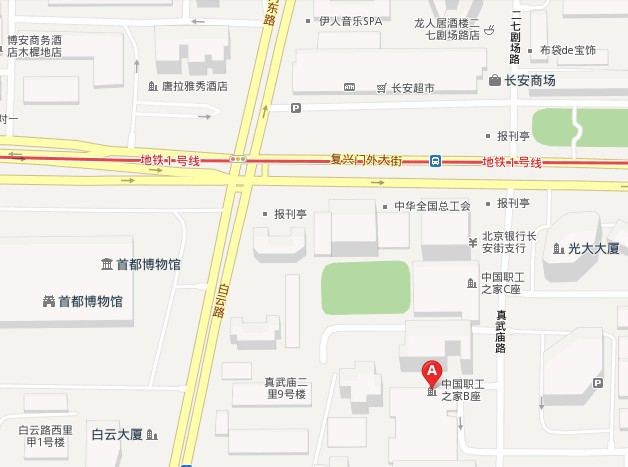 东路
伊人音乐SPA
龙人居酒楼二
七剧场路店
二七剧场路
布袋de宝饰
博安商务酒
店木樨地店
唐拉雅秀酒店
长安超市
长安商场
P
报刊亭
地铁1号线
复兴门外大街
地铁1号线
报刊亭
中华全国总工会
报刊亭
北京银行长
安街支行
光大大厦
首都博物馆
首都博物馆
白云路
中国职工
之家C座
真武庙路
A
中国职工
之家B座
真武庙二
里9号楼
P
白云路西里
甲1号楼
白云大厦